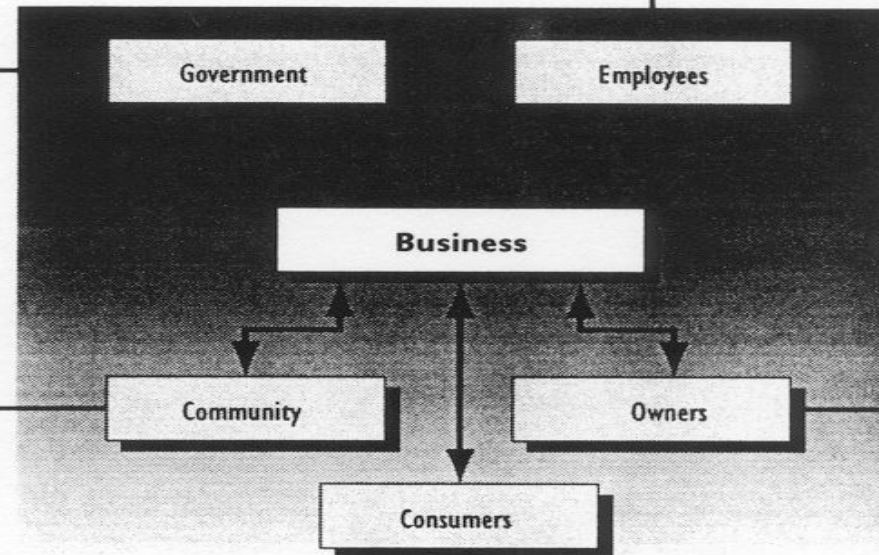 Government
Employees
Business
Community
Owners
Consumers